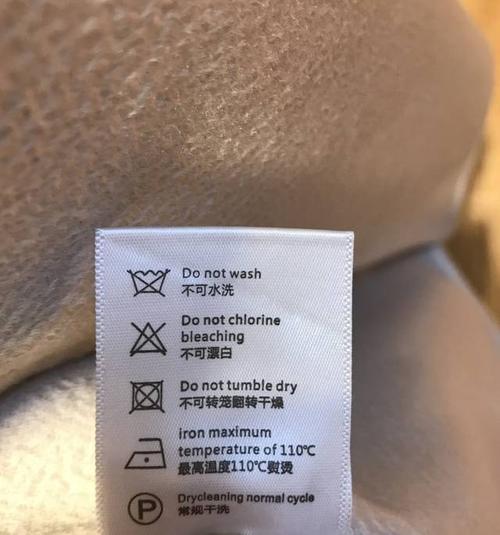 Do not wash
不可水洗
Do not chlorine
bleaching
不可漂白
Do not tumble dry
不可转笼翻转干燥
iron maximum
temperature of 110℃
最高温度110℃熨烫
P
Drycleaning normal cycle
常规干洗